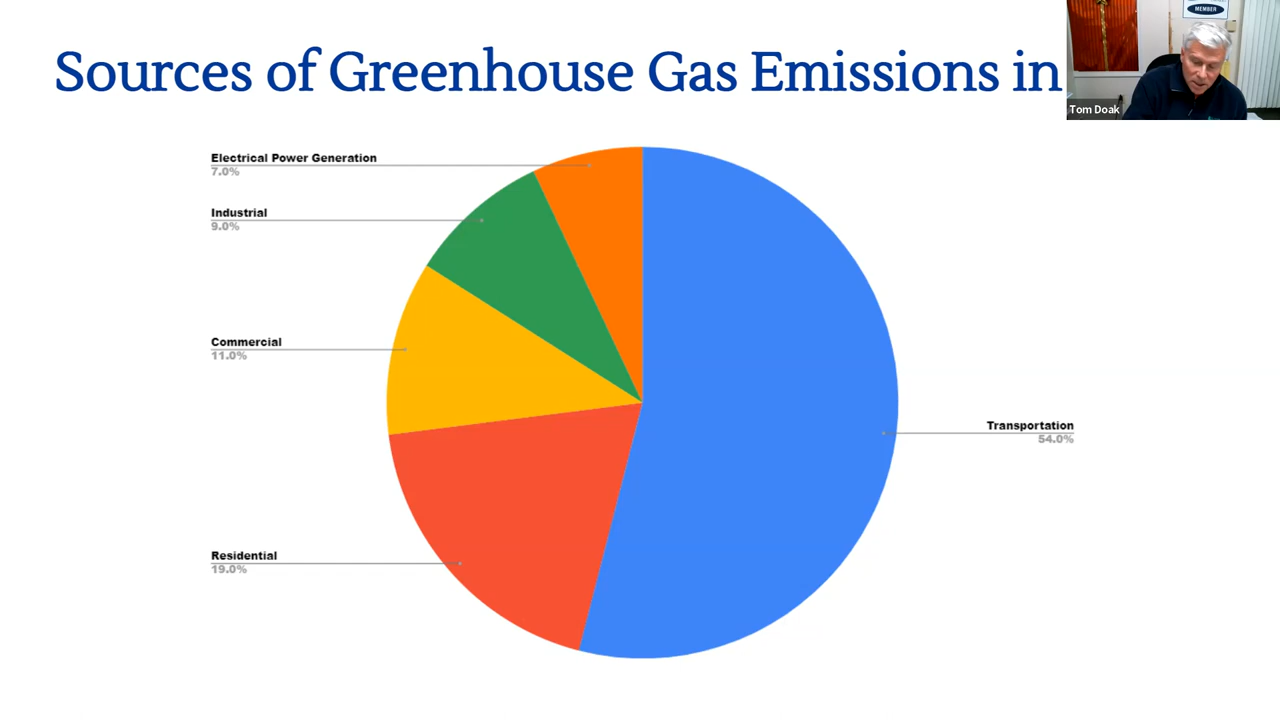 Sources of Greenhouse Gas Emissions in
MEMBER
Tom Doak
Electrical Power Generation
7.0%
Industrial
9.0%
Commercial
11.0%
Transportation
54.0%
Residential
19.0%